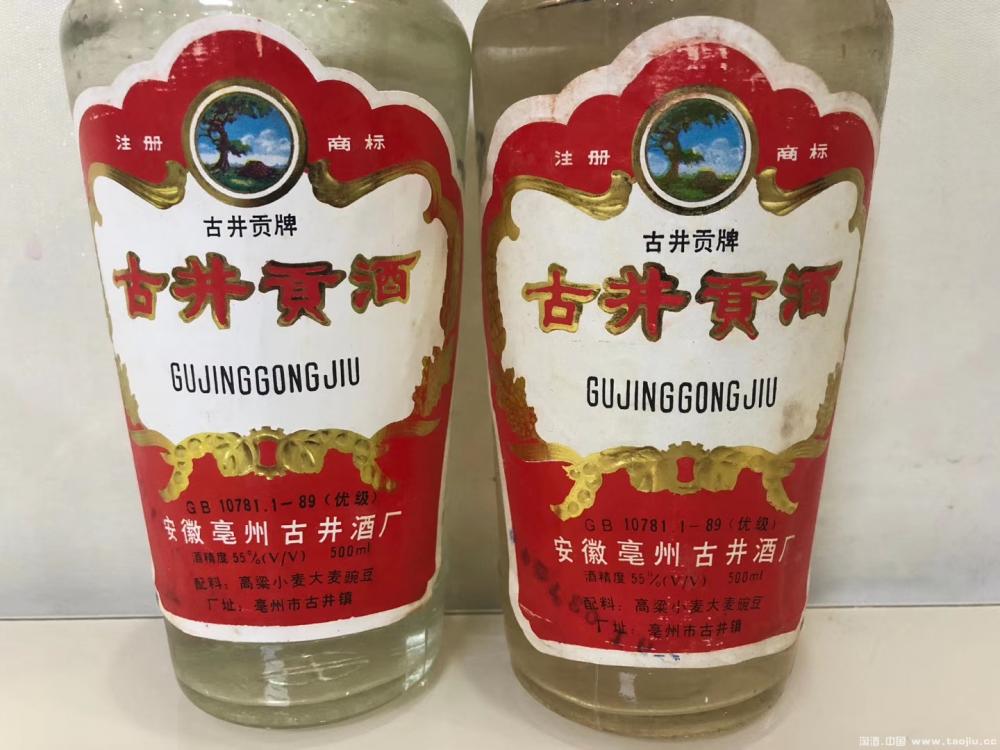 注册 商标
古井贡牌
古井贡酒
GUJINGGONGJIU
GB 10781.1-89(优级)
安徽亳州古井酒厂
酒精度 55%(V/V) 500ml
配料:高粱小麦大麦豌豆
厂址:亳州市古井镇
注册 商标
古井贡牌
古井贡酒
GUJINGGONGJIU
GB 10781.1-89(优级)
安徽亳州古井酒厂
酒精度 55%(V/V) 500ml
配料:高粱小麦大麦豌豆
厂址:亳州市古井镇
淘酒.中国 www.taojiu.cc